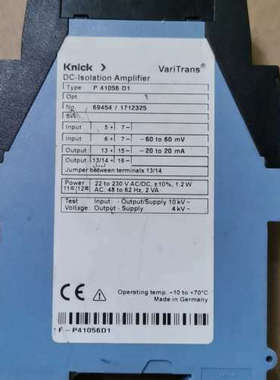 Knick > VariTrans®
DC-Isolation Amplifier
Type P 41056 D1
Opt.
No. 69454 / 1712325
Input 5 + 7 -
Input 6 + 7 - - 60 to 60 mV
Output 13 + 15 - - 20 to 20 mA
Output 13/14 + 16 -
Jumper between terminals 13/14
Power 22 to 230 V AC/DC, ±10%, 1.2 W
AC: 48 to 62 Hz, 2 VA
Test Input - Output/Supply 10 kV~
Voltage: Output - Supply 4 kV~
CE Operating temp. -10 to +70°C
Made in Germany
F - P41056D1